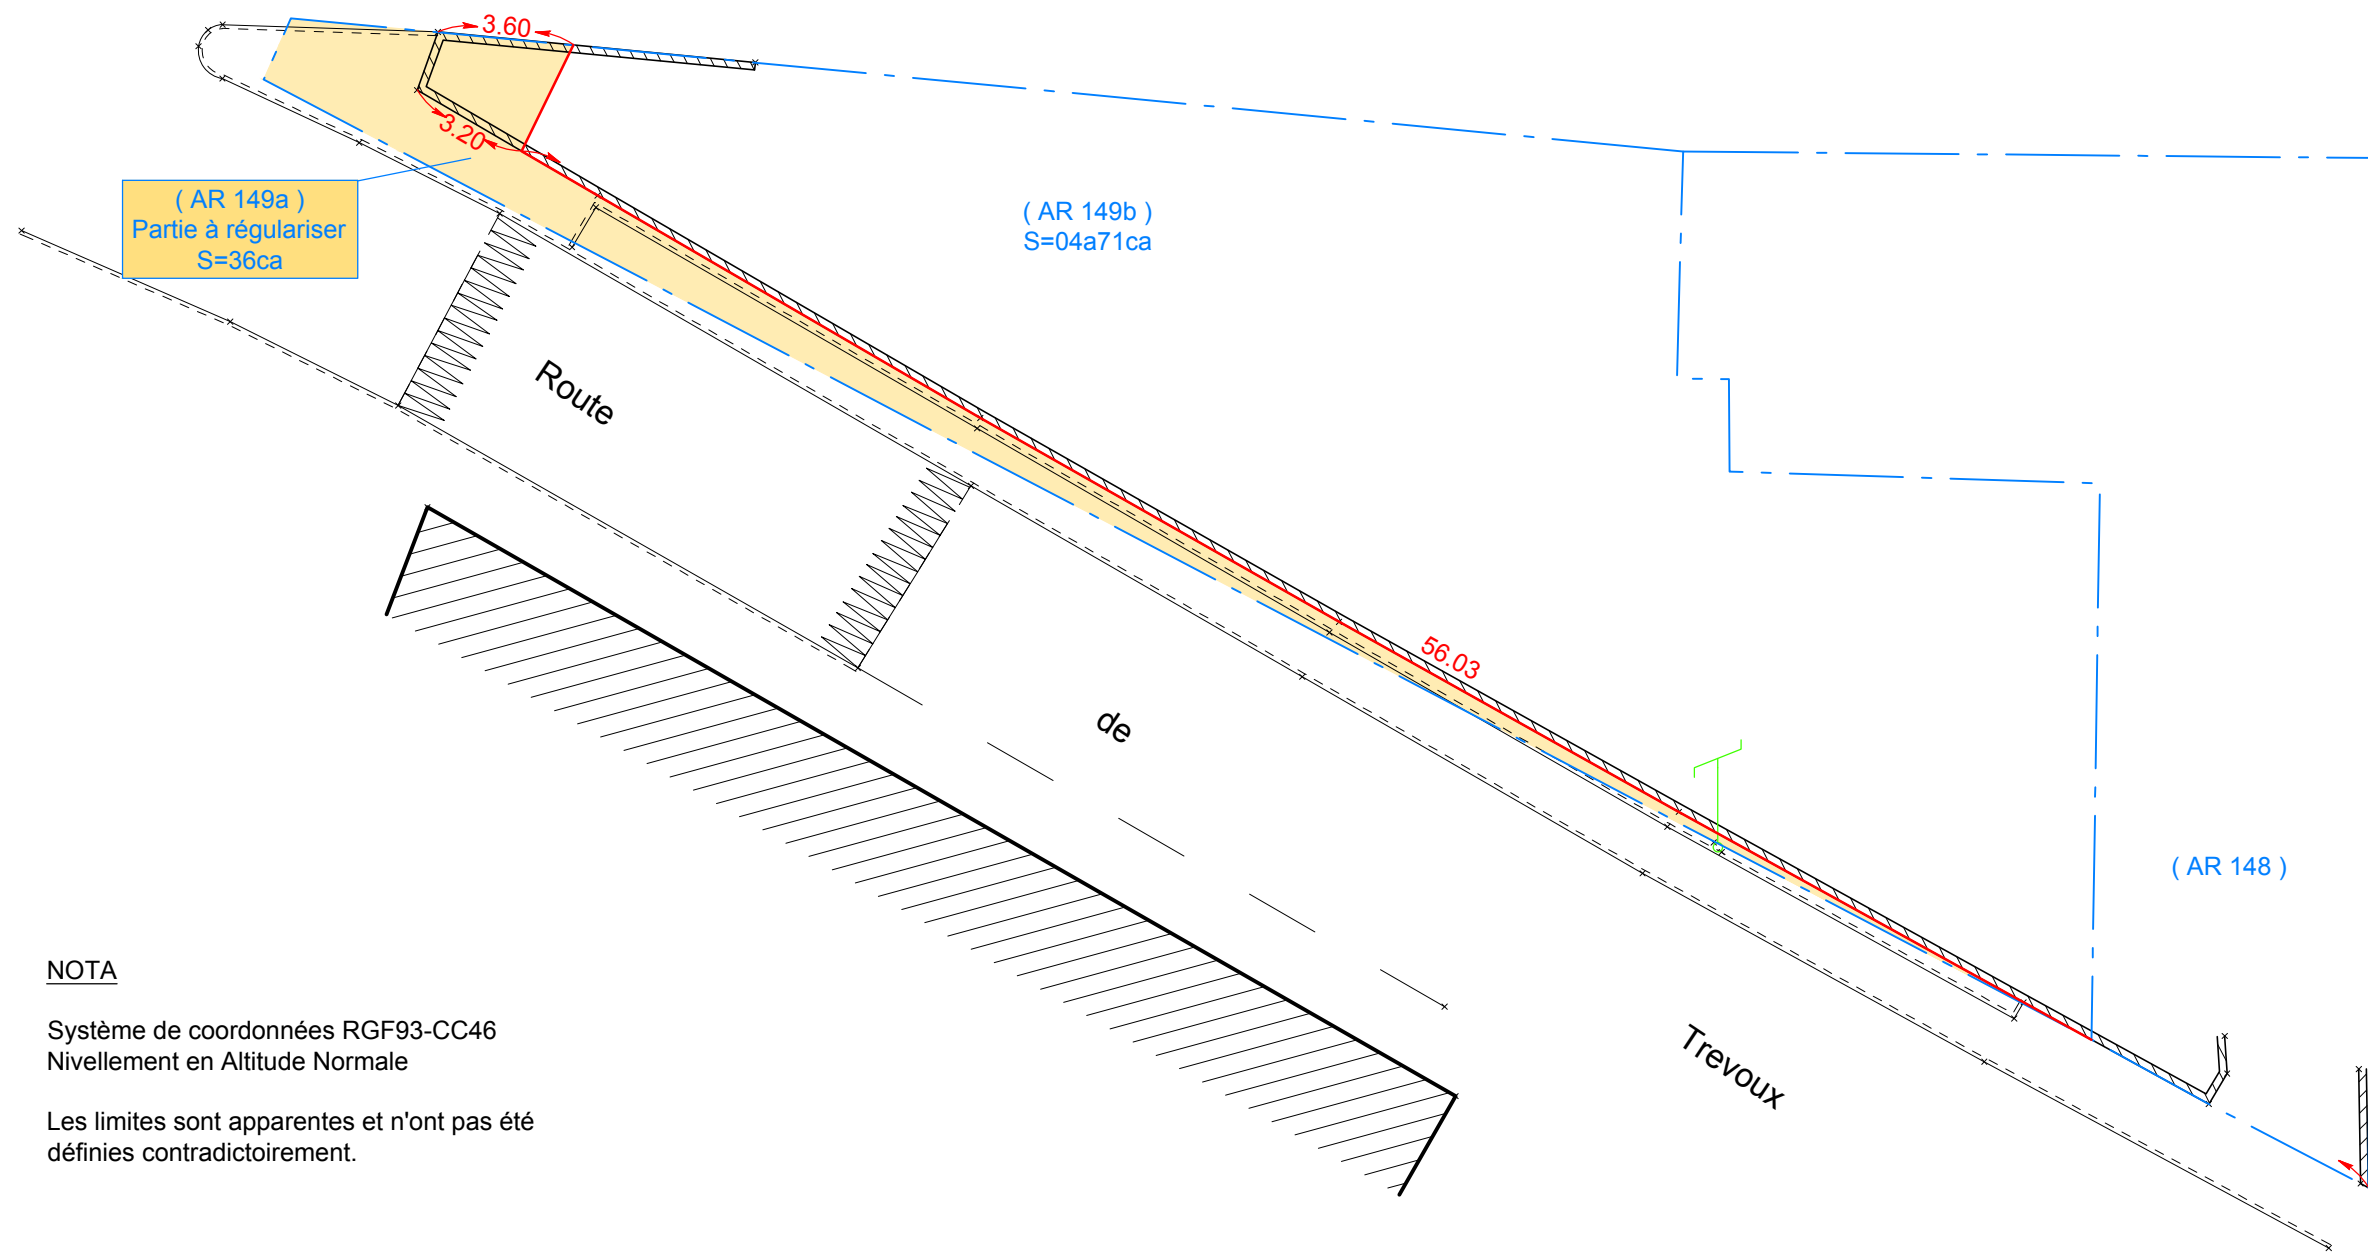 3.60
3.20
( AR 149a )
Partie à régulariser
S=36ca
( AR 149b )
S=04a71ca
Route
de
Trevoux
56.03
( AR 148 )
NOTA
Système de coordonnées RGF93-CC46
Nivellement en Altitude Normale
Les limites sont apparentes et n'ont pas été
définies contradictoirement.